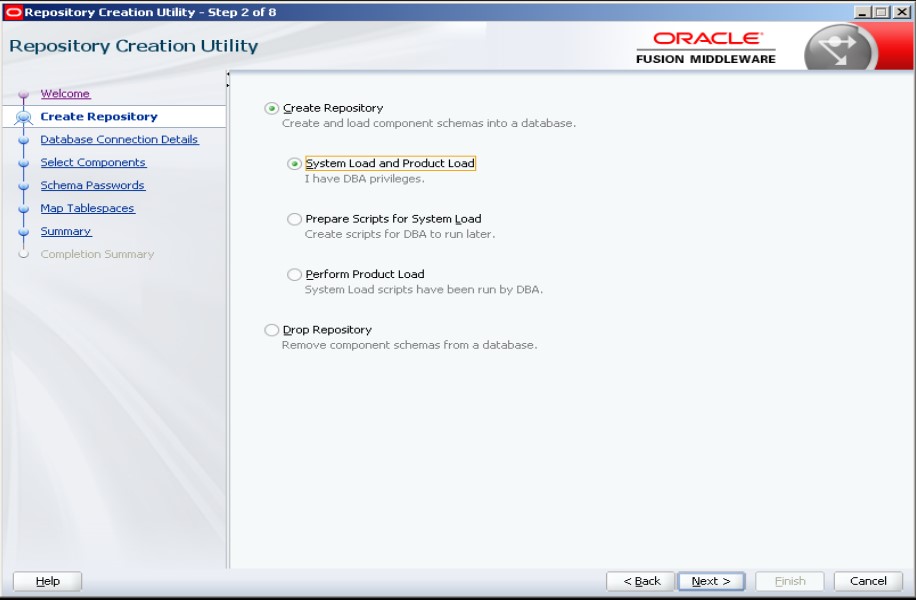 Repository Creation Utility - Step 2 of 8
Repository Creation Utility
ORACLE
FUSION MIDDLEWARE
Welcome
Create Repository
Database Connection Details
Select Components
Schema Passwords
Map Tablespaces
Summary
Completion Summary
Create Repository
Create and load component schemas into a database.
System Load and Product Load
I have DBA privileges.
Prepare Scripts for System Load
Create scripts for DBA to run later.
Perform Product Load
System Load scripts have been run by DBA.
Drop Repository
Remove component schemas from a database.
Help
< Back
Next >
Finish
Cancel